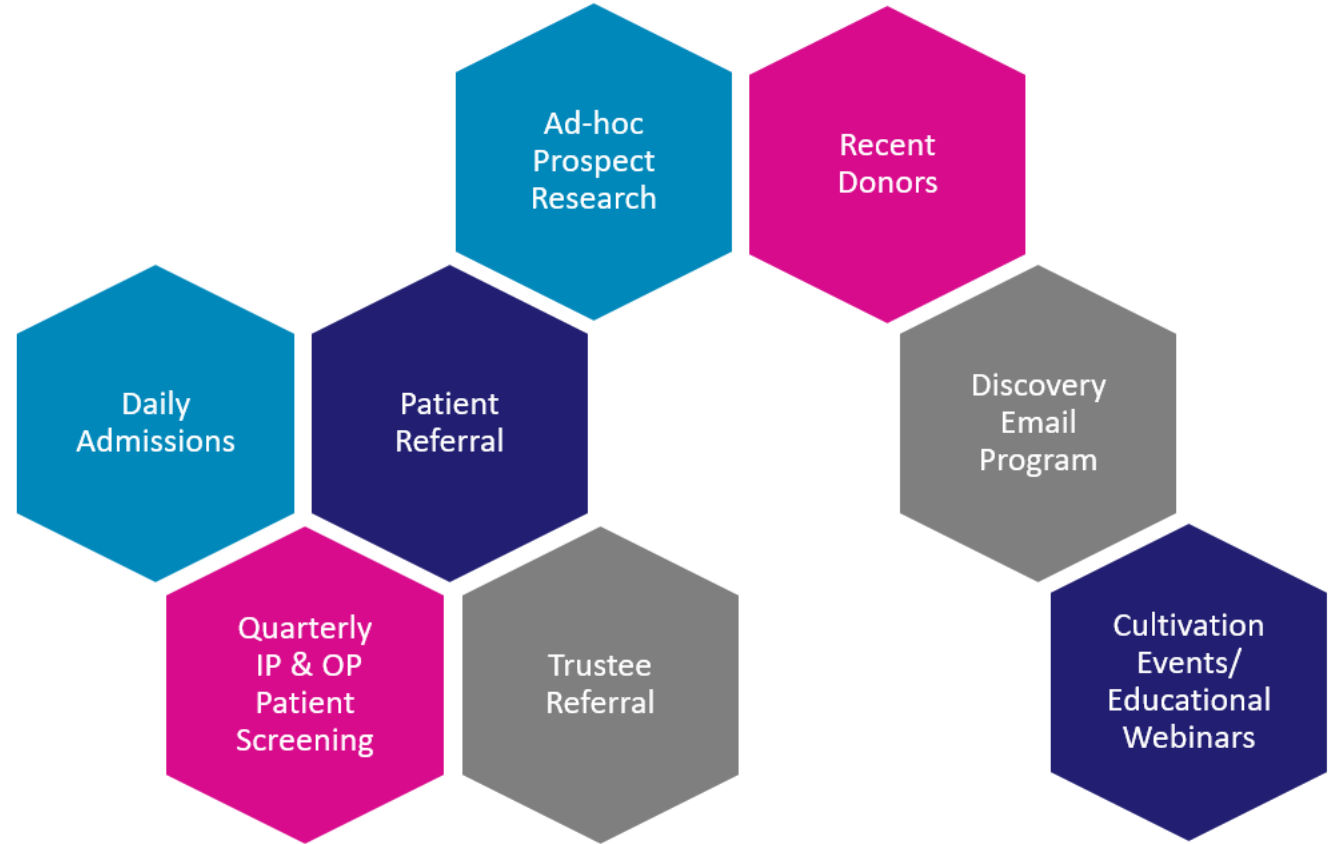 Ad-hoc
Prospect
Research
Recent
Donors
Daily
Admissions
Patient
Referral
Discovery
Email
Program
Quarterly
IP & OP
Patient
Screening
Trustee
Referral
Cultivation
Events/
Educational
Webinars